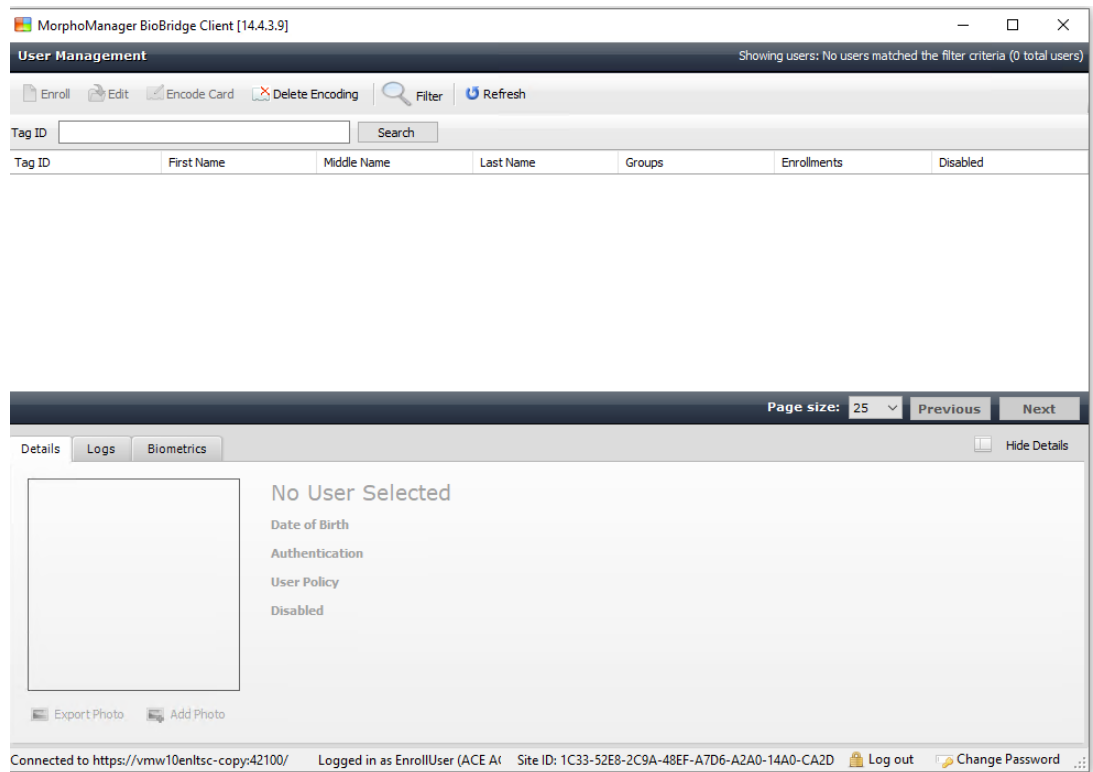 MorphoManager BioBridge Client [14.4.3.9]
User Management
Showing users: No users matched the filter criteria (0 total users)
Enroll Edit Encode Card Delete Encoding Filter Refresh
Tag ID Search
Tag ID First Name Middle Name Last Name Groups Enrollments Disabled
Page size: 25 Previous Next
Details Logs Biometrics Hide Details
No User Selected
Date of Birth
Authentication
User Policy
Disabled
Export Photo Add Photo
Connected to https://vmw10enltsc-copy:42100/ Logged in as EnrollUser (ACE A( Site ID: 1C33-52E8-2C9A-48EF-A7D6-A2A0-14A0-CA2D Log out Change Password